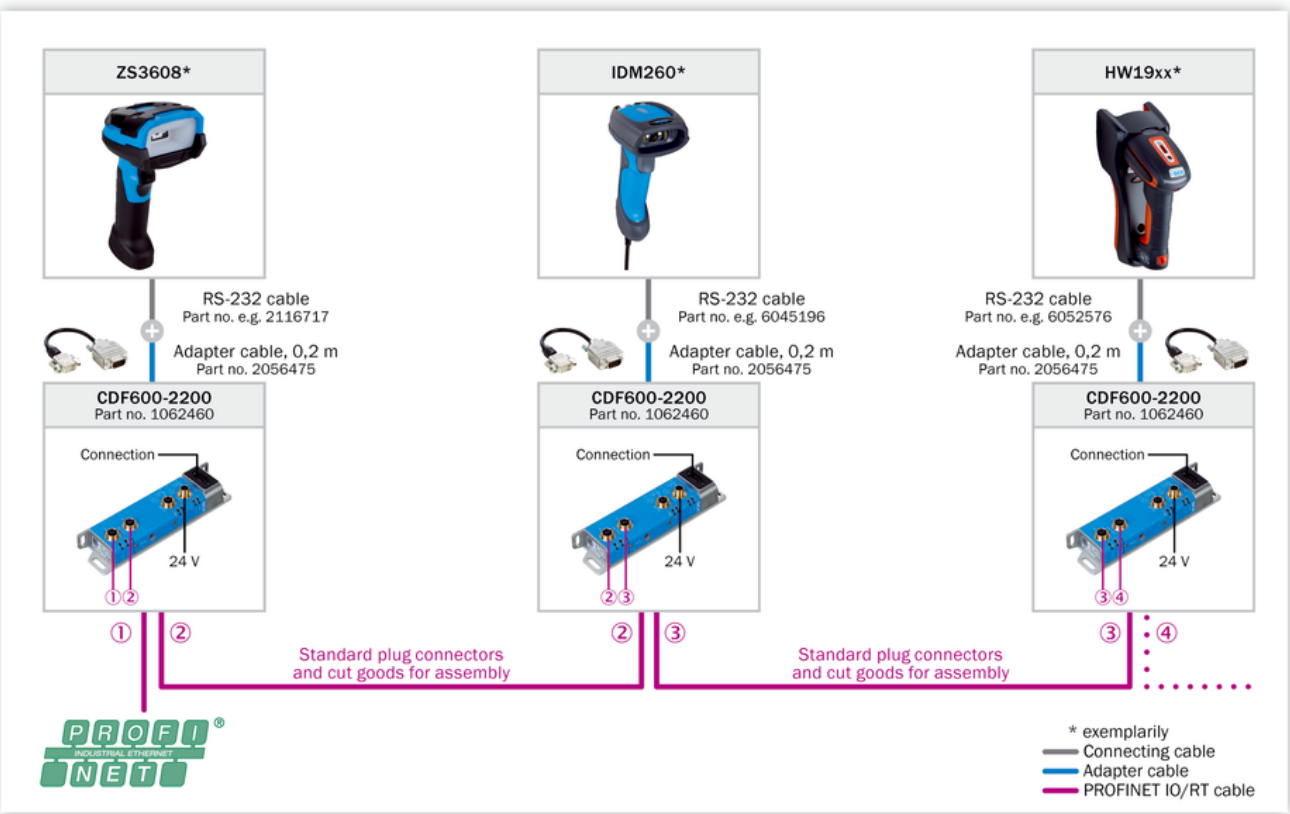 ZS3608*
IDM260*
HW19xx*
RS-232 cable
Part no. e.g. 2116717
Adapter cable, 0,2 m
Part no. 2056475
RS-232 cable
Part no. e.g. 6045196
Adapter cable, 0,2 m
Part no. 2056475
RS-232 cable
Part no. e.g. 6052576
Adapter cable, 0,2 m
Part no. 2056475
CDF600-2200
Part no. 1062460
Connection
24 V
①②
CDF600-2200
Part no. 1062460
Connection
24 V
②③
CDF600-2200
Part no. 1062460
Connection
24 V
③④
① ②
② ③
③ ④
Standard plug connectors
and cut goods for assembly
Standard plug connectors
and cut goods for assembly
PROFI®
INDUSTRIAL ETHERNET
NET
* exemplarily
Connecting cable
Adapter cable
PROFINET IO/RT cable